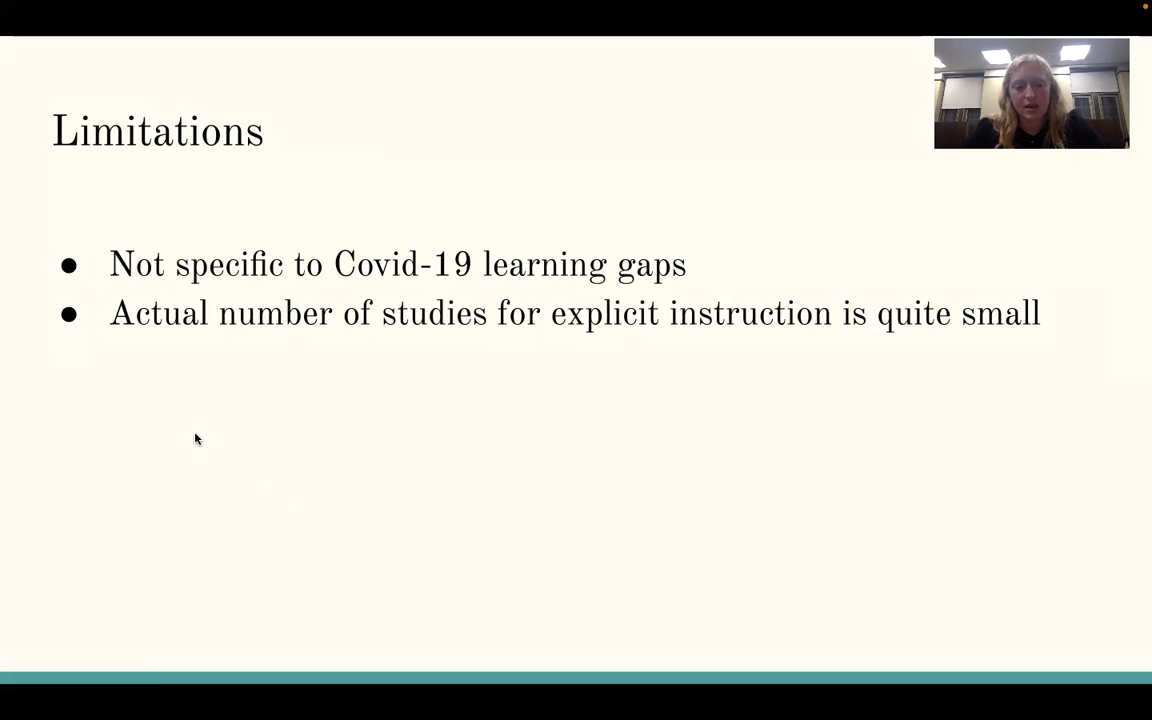 Limitations
● Not specific to Covid-19 learning gaps
● Actual number of studies for explicit instruction is quite small